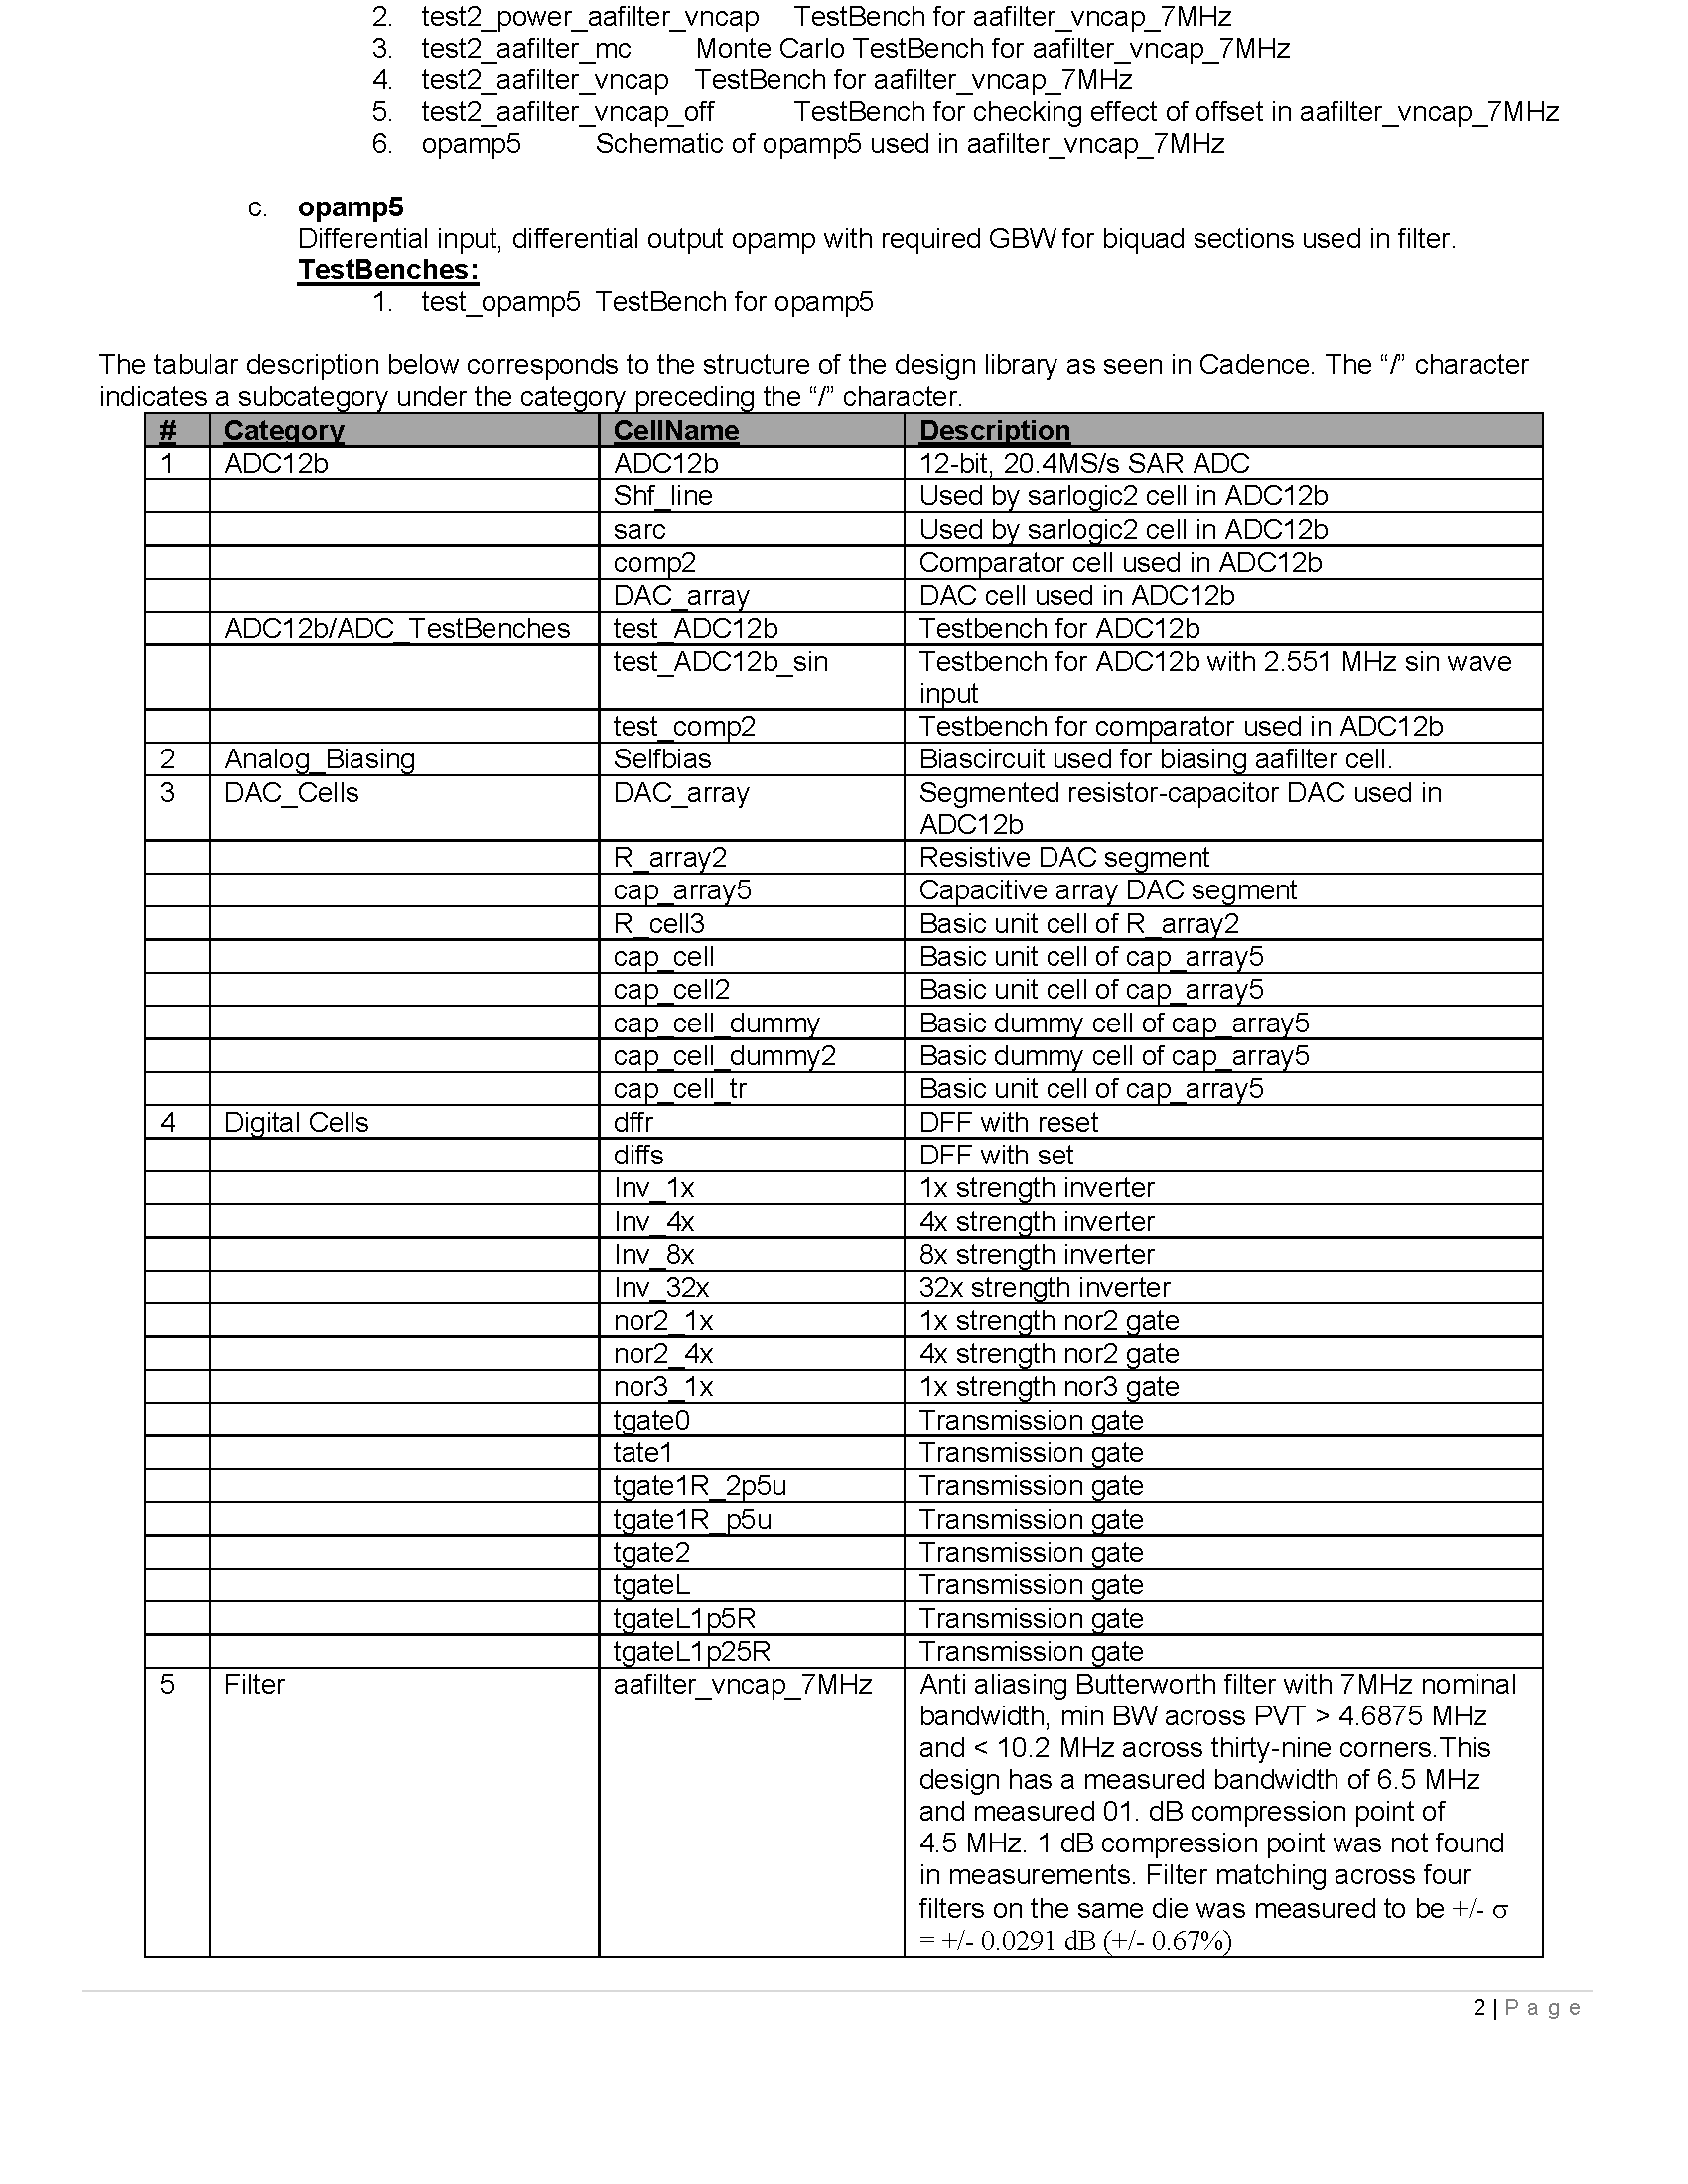 2. test2_power_aafilter_vncap TestBench for aafilter_vncap_7MHz
3. test2_aafilter_mc Monte Carlo TestBench for aafilter_vncap_7MHz
4. test2_aafilter_vncap TestBench for aafilter_vncap_7MHz
5. test2_aafilter_vncap_off TestBench for checking effect of offset in aafilter_vncap_7MHz
6. opamp5 Schematic of opamp5 used in aafilter_vncap_7MHz
c. opamp5
Differential input, differential output opamp with required GBW for biquad sections used in filter.
TestBenches:
1. test_opamp5 TestBench for opamp5
The tabular description below corresponds to the structure of the design library as seen in Cadence. The “/” character
indicates a subcategory under the category preceding the “/” character.
# Category CellName Description
1 ADC12b ADC12b 12-bit, 20.4MS/s SAR ADC
Shf_line Used by sarlogic2 cell in ADC12b
sarc Used by sarlogic2 cell in ADC12b
comp2 Comparator cell used in ADC12b
DAC_array DAC cell used in ADC12b
ADC12b/ADC_TestBenches test_ADC12b Testbench for ADC12b
test_ADC12b_sin Testbench for ADC12b with 2.551 MHz sin wave
input
test_comp2 Testbench for comparator used in ADC12b
2 Analog_Biasing Selfbias Biascircuit used for biasing aafilter cell.
3 DAC_Cells DAC_array Segmented resistor-capacitor DAC used in
ADC12b
R_array2 Resistive DAC segment
cap_array5 Capacitive array DAC segment
R_cell3 Basic unit cell of R_array2
cap_cell Basic unit cell of cap_array5
cap_cell2 Basic unit cell of cap_array5
cap_cell_dummy Basic dummy cell of cap_array5
cap_cell_dummy2 Basic dummy cell of cap_array5
cap_cell_tr Basic unit cell of cap_array5
4 Digital Cells dffr DFF with reset
diffs DFF with set
Inv_1x 1x strength inverter
Inv_4x 4x strength inverter
Inv_8x 8x strength inverter
Inv_32x 32x strength inverter
nor2_1x 1x strength nor2 gate
nor2_4x 4x strength nor2 gate
nor3_1x 1x strength nor3 gate
tgate0 Transmission gate
tate1 Transmission gate
tgate1R_2p5u Transmission gate
tgate1R_p5u Transmission gate
tgate2 Transmission gate
tgateL Transmission gate
tgateL1p5R Transmission gate
tgateL1p25R Transmission gate
5 Filter aafilter_vncap_7MHz Anti aliasing Butterworth filter with 7MHz nominal
bandwidth, min BW across PVT > 4.6875 MHz
and < 10.2 MHz across thirty-nine corners.This
design has a measured bandwidth of 6.5 MHz
and measured 01. dB compression point of
4.5 MHz. 1 dB compression point was not found
in measurements. Filter matching across four
filters on the same die was measured to be +/- σ
= +/- 0.0291 dB (+/- 0.67%)
2 | P a g e